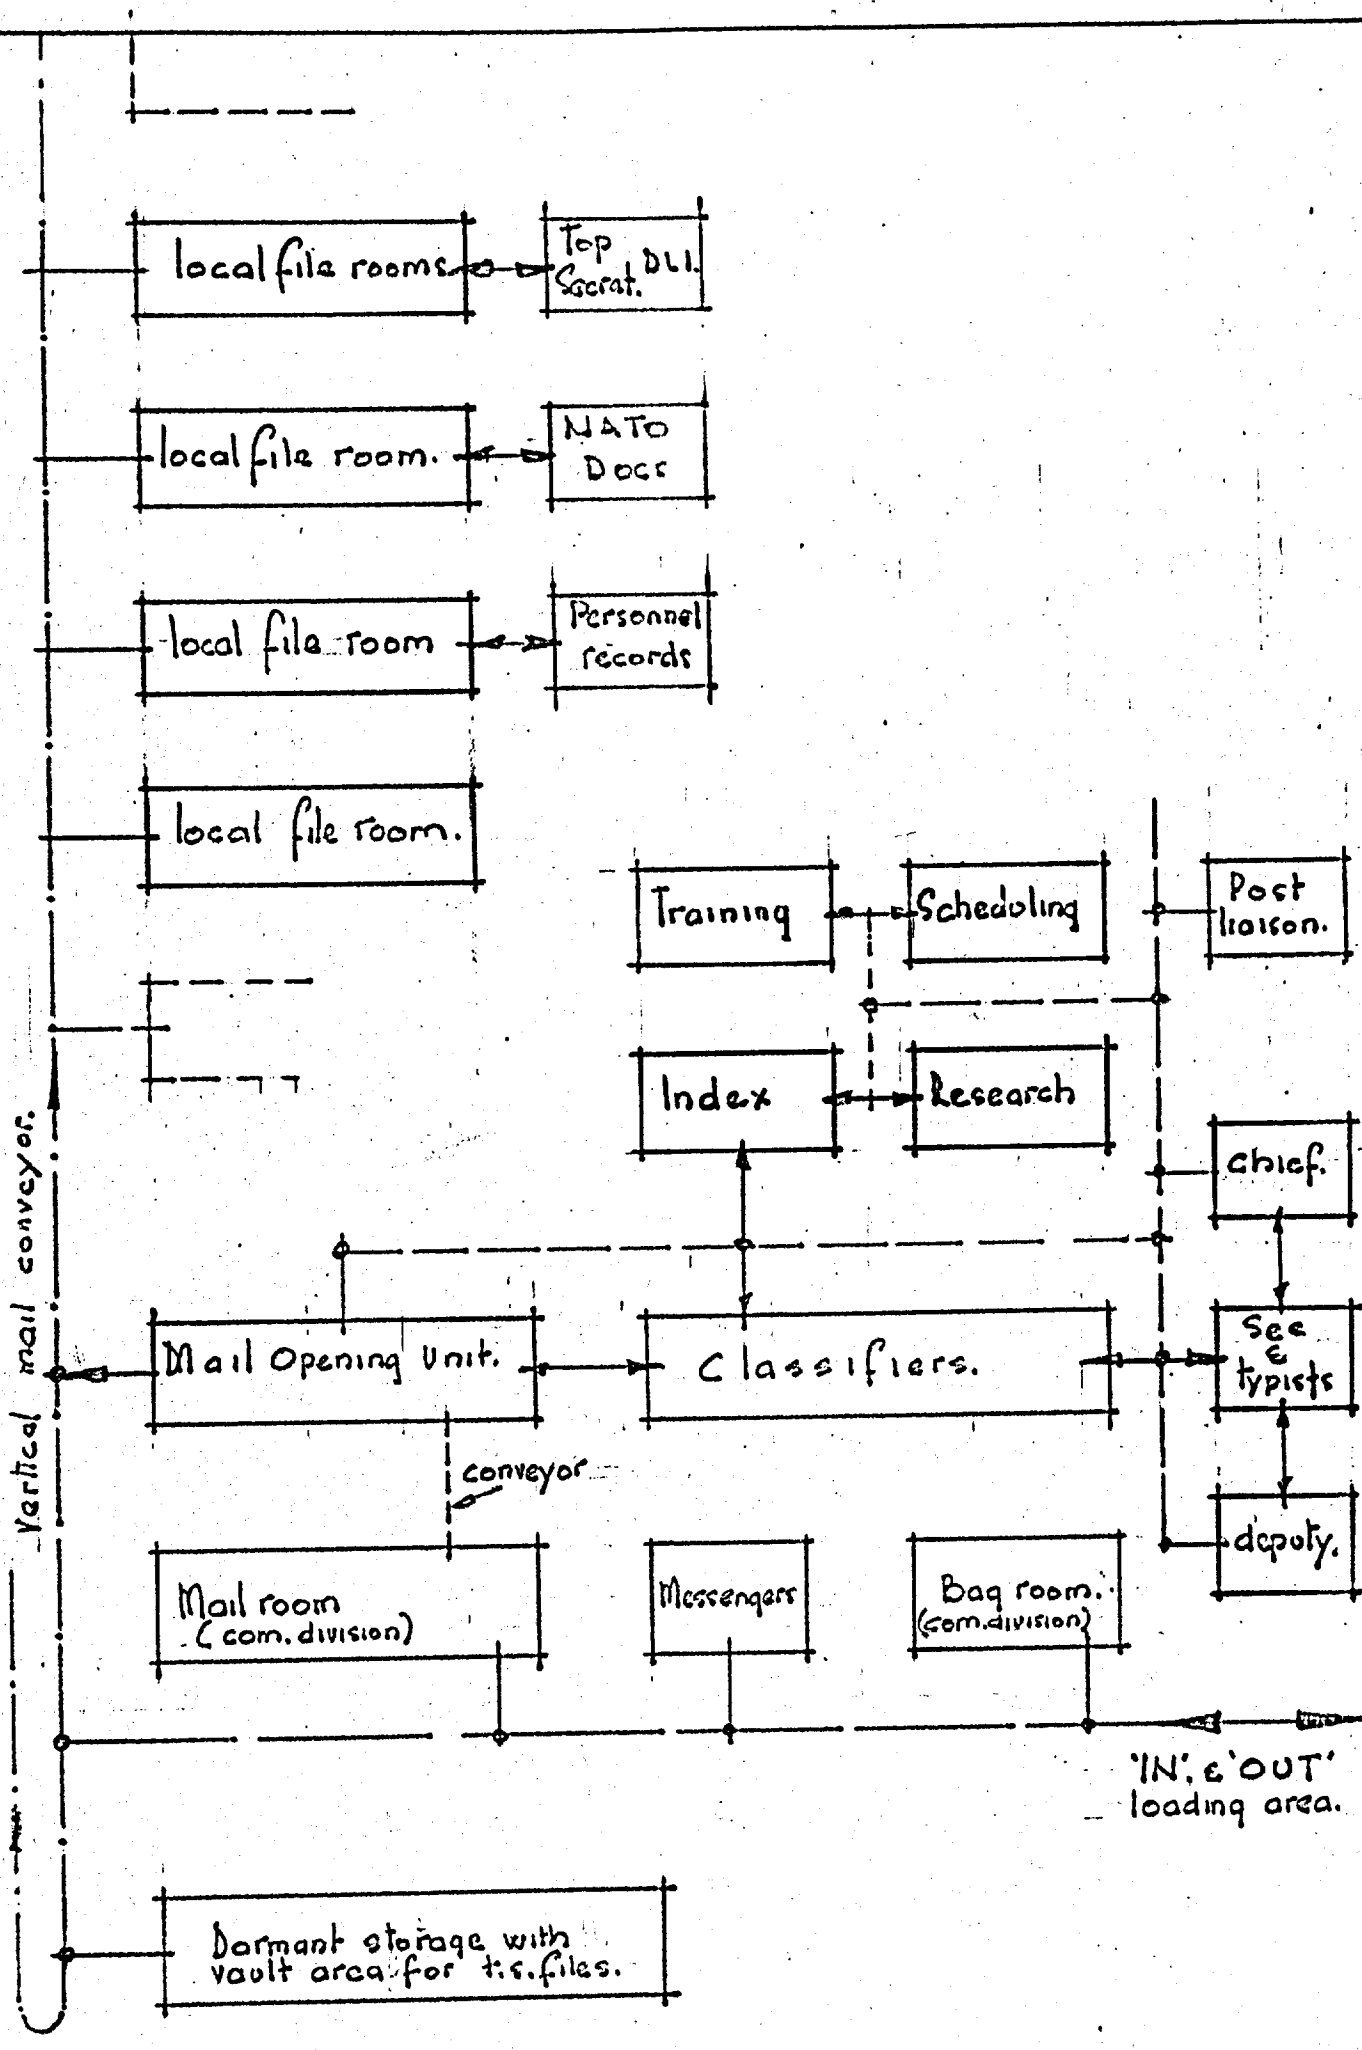 local file rooms
Top
Secret. DLI.
local file room.
NATO
Docs
local file room
Personnel
records
local file room.
Training
Scheduling
Post
liaison.
Index
Research
chief.
Vertical mail conveyor.
Mail Opening Unit.
Classifiers.
Sec
&
typists
conveyor
deputy.
Mail room
(com. division)
Messengers
Bag room.
(com. division)
'IN', & 'OUT'
loading area.
Dormant storage with
vault area for t.s. files.